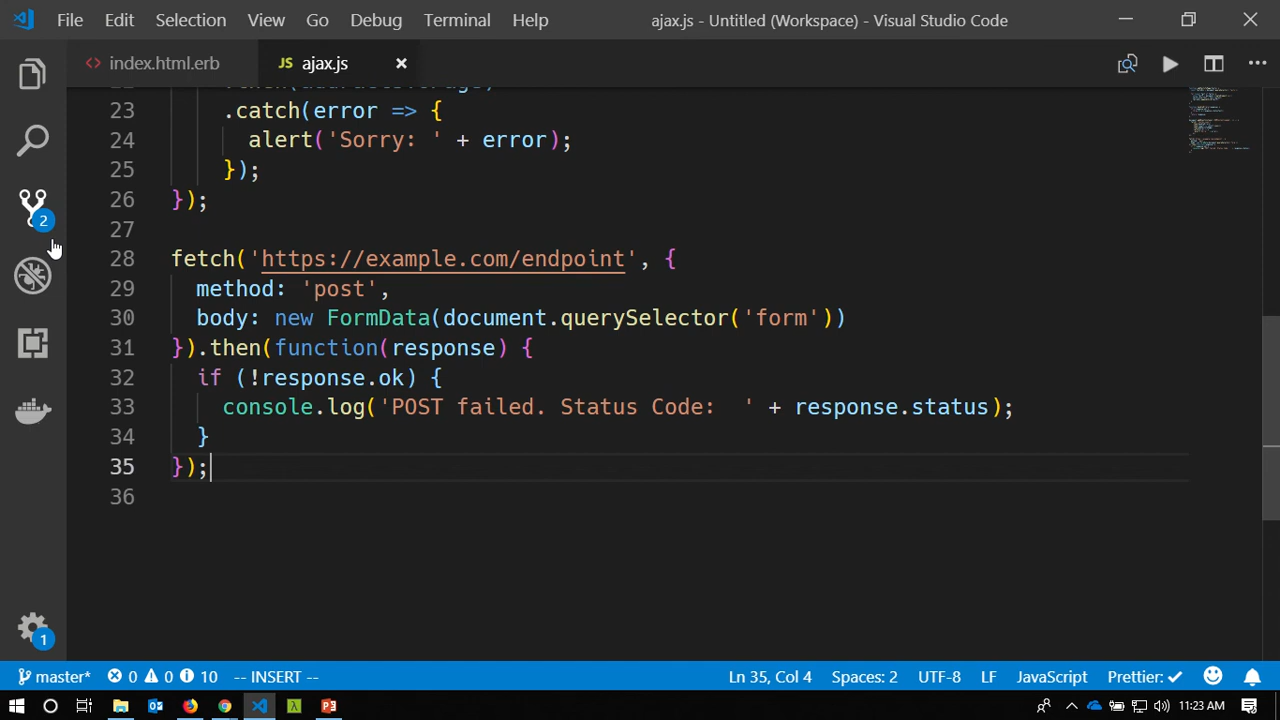 File Edit Selection View Go Debug Terminal Help ajax.js - Untitled (Workspace) - Visual Studio Code
<> index.html.erb JS ajax.js
23 .catch(error => {
24 alert('Sorry: ' + error);
25 });
26 });
27
28 fetch('https://example.com/endpoint', {
29 method: 'post',
30 body: new FormData(document.querySelector('form'))
31 }).then(function(response) {
32 if (!response.ok) {
33 console.log('POST failed. Status Code: ' + response.status);
34 }
35 });
36
2
1
master* 0 0 10 -- INSERT -- Ln 35, Col 4 Spaces: 2 UTF-8 LF JavaScript Prettier: ✓
11:23 AM